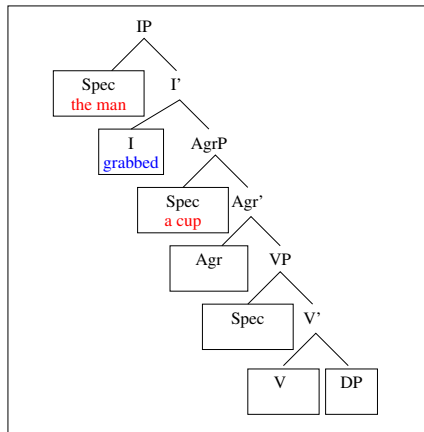 IP
Spec
the man
I'
I
grabbed
AgrP
Spec
a cup
Agr'
Agr
VP
Spec
V'
V
DP